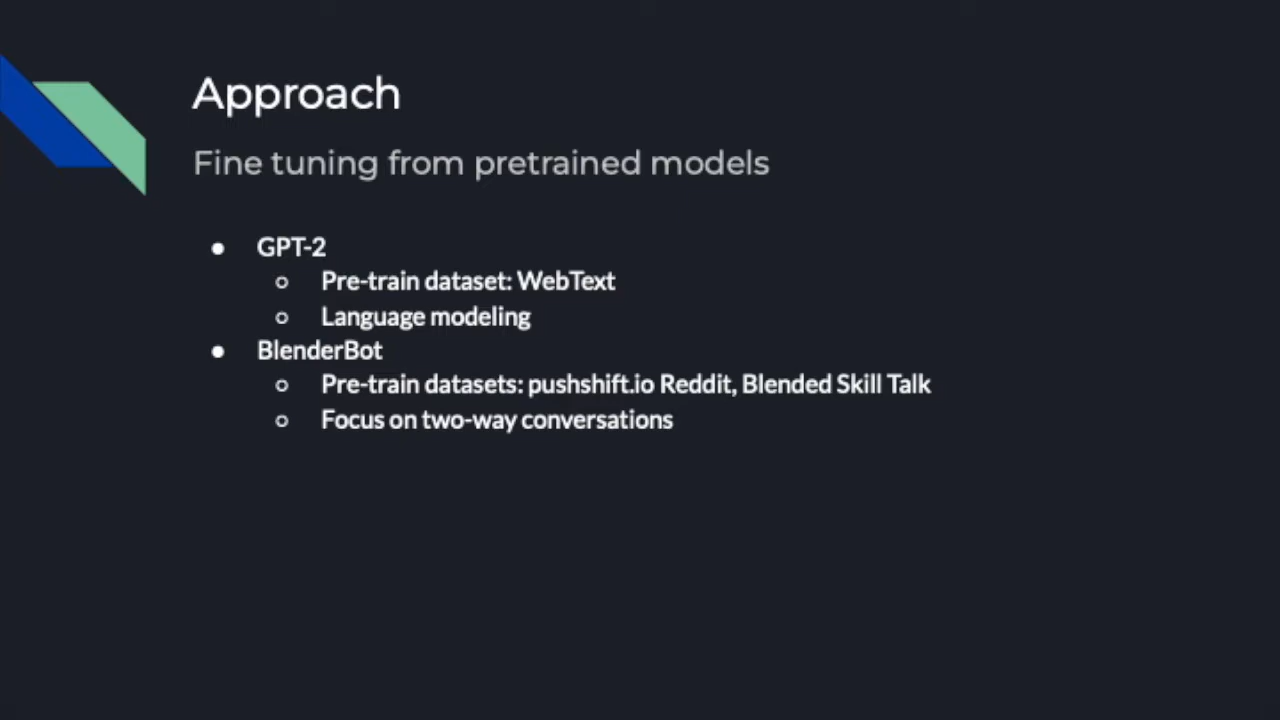 Approach
Fine tuning from pretrained models
● GPT-2
○ Pre-train dataset: WebText
○ Language modeling
● BlenderBot
○ Pre-train datasets: pushshift.io Reddit, Blended Skill Talk
○ Focus on two-way conversations